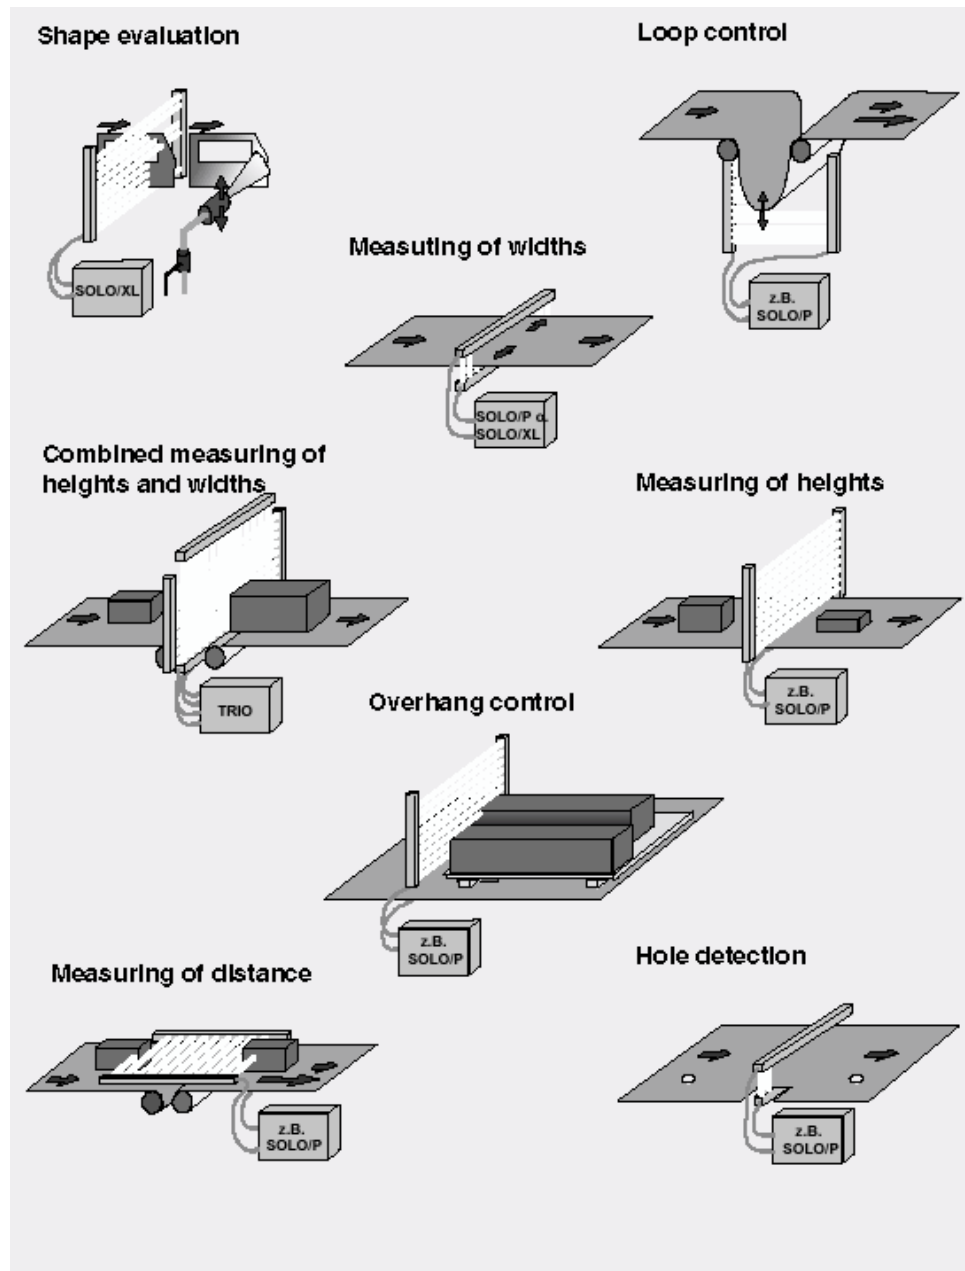 Shape evaluation
Loop control
SOLO/XL
z.B.
SOLO/P
Measuting of widths
SOLO/P α.
SOLO/XL
Combined measuring of
heights and widths
TRIO
Measuring of heights
z.B.
SOLO/P
Overhang control
z.B.
SOLO/P
Measuring of distance
z.B.
SOLO/P
Hole detection
z.B.
SOLO/P